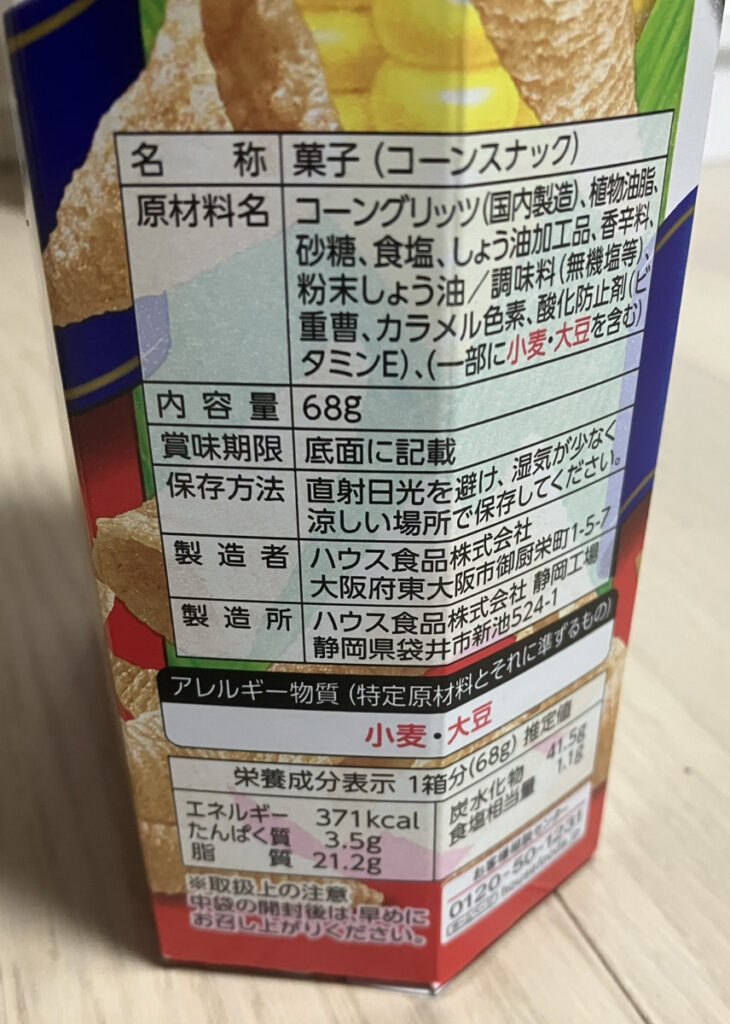 名称 菓子(コーンスナック)
原材料名 コーングリッツ(国内製造)、植物油脂、
砂糖、食塩、しょう油加工品、香辛料、
粉末しょう油／調味料(無機塩等)、
重曹、カラメル色素、酸化防止剤(ビ
タミンE)、(一部に小麦・大豆を含む)
内容量 68g
賞味期限 底面に記載
保存方法 直射日光を避け、湿気が少なく
涼しい場所で保存してください。
製造者 ハウス食品株式会社
大阪府東大阪市御厨栄町1-5-7
製造所 ハウス食品株式会社 静岡工場
静岡県袋井市新池524-1
アレルギー物質(特定原材料とそれに準ずるもの)
小麦・大豆
栄養成分表示 1箱分(68g) 推定値
エネルギー 371kcal
たんぱく質 3.5g
脂質 21.2g
炭水化物 41.5g
食塩相当量 1.1g
※取扱上の注意
中袋の開封後は、早めに
お召し上がりください。
お客様相談センター
0120-50-1231
housefoods.jp